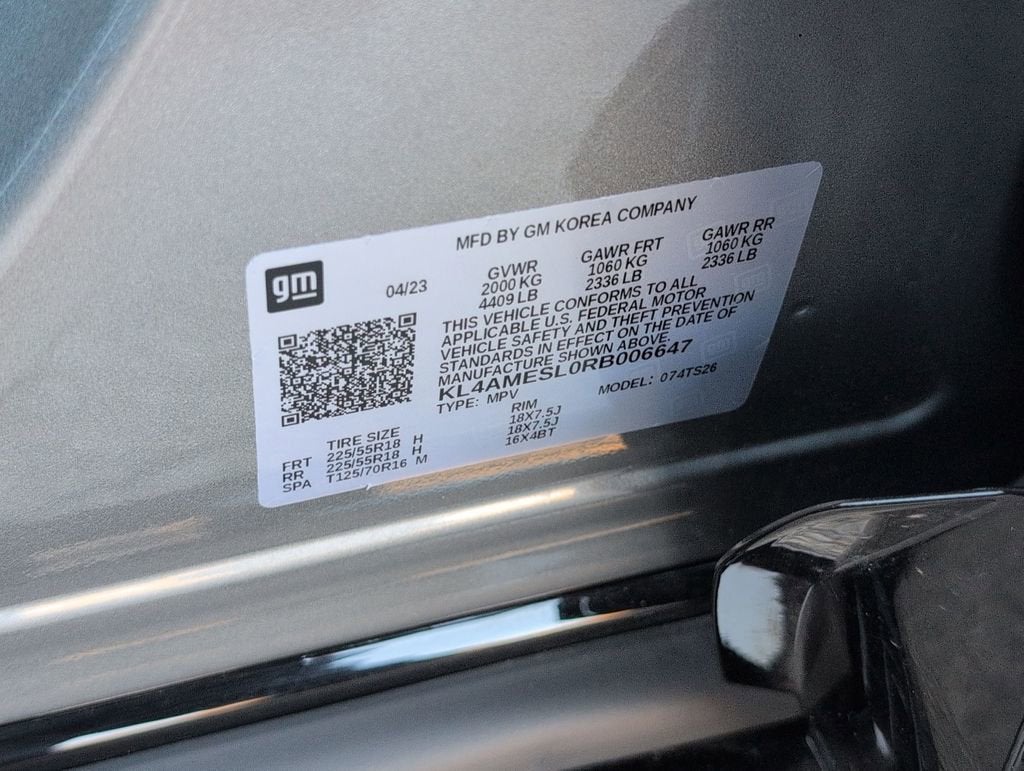 MFD BY GM KOREA COMPANY
gm
04/23
GVWR
2000 KG
4409 LB
GAWR FRT
1060 KG
2336 LB
GAWR RR
1060 KG
2336 LB
THIS VEHICLE CONFORMS TO ALL
APPLICABLE U.S. FEDERAL MOTOR
VEHICLE SAFETY AND THEFT PREVENTION
STANDARDS IN EFFECT ON THE DATE OF
MANUFACTURE SHOWN ABOVE.
KL4AMESL0RB006647
TYPE: MPV MODEL: 074TS26
TIRE SIZE RIM
FRT 225/55R18 H 18X7.5J
RR 225/55R18 H 18X7.5J
SPA T125/70R16 M 16X4BT